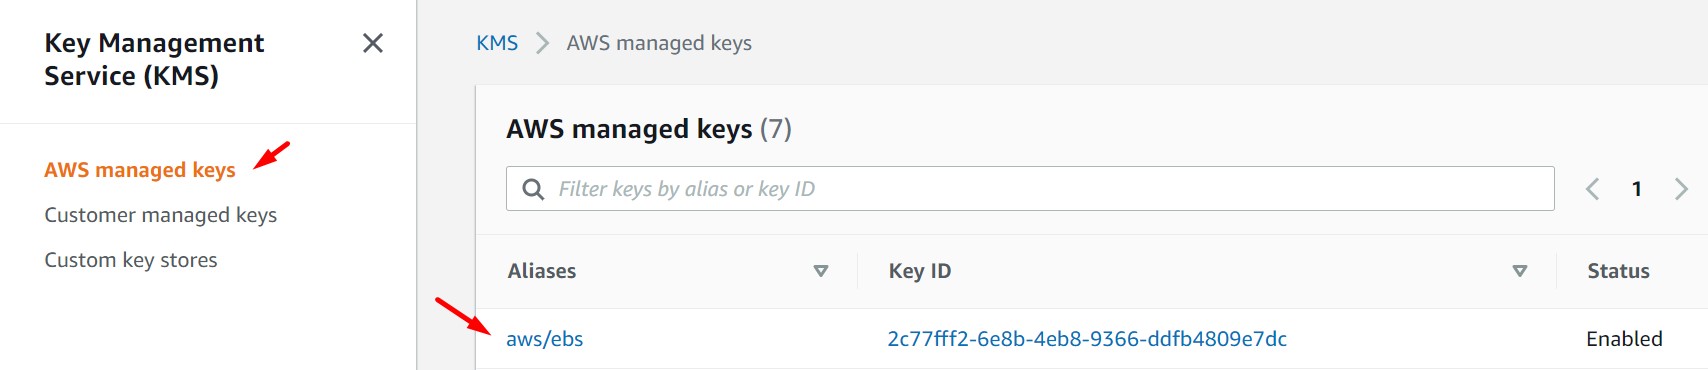 Key Management
Service (KMS)
AWS managed keys
Customer managed keys
Custom key stores
KMS > AWS managed keys
AWS managed keys (7)
Filter keys by alias or key ID
1
Aliases Key ID Status
aws/ebs 2c77fff2-6e8b-4eb8-9366-ddfb4809e7dc Enabled